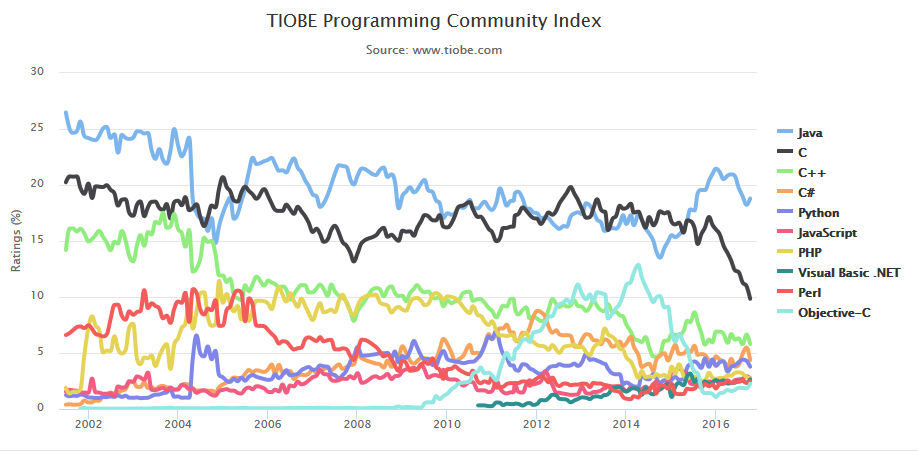 TIOBE Programming Community Index
Source: www.tiobe.com
Ratings (%)
30
25
20
15
10
5
0
2002 2004 2006 2008 2010 2012 2014 2016
Java
C
C++
C#
Python
JavaScript
PHP
Visual Basic .NET
Perl
Objective-C